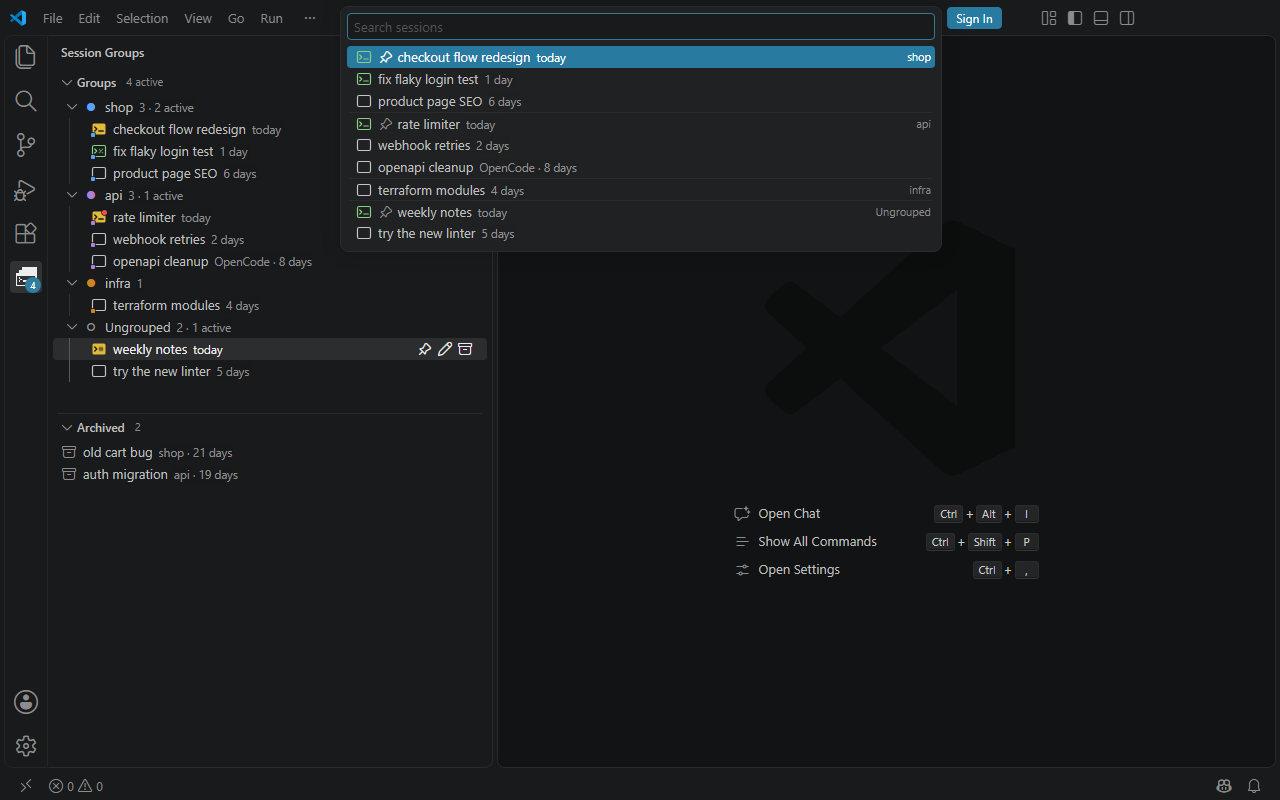 File Edit Selection View Go Run ···
Search sessions
Sign In
checkout flow redesign today shop
fix flaky login test 1 day
product page SEO 6 days
rate limiter today api
webhook retries 2 days
openapi cleanup OpenCode · 8 days
terraform modules 4 days infra
weekly notes today Ungrouped
try the new linter 5 days
Session Groups
Groups 4 active
shop 3 · 2 active
checkout flow redesign today
fix flaky login test 1 day
product page SEO 6 days
api 3 · 1 active
rate limiter today
webhook retries 2 days
openapi cleanup OpenCode · 8 days
infra 1
terraform modules 4 days
Ungrouped 2 · 1 active
weekly notes today
try the new linter 5 days
Archived 2
old cart bug shop · 21 days
auth migration api · 19 days
4
Open Chat Ctrl + Alt + I
Show All Commands Ctrl + Shift + P
Open Settings Ctrl + ,
0 0